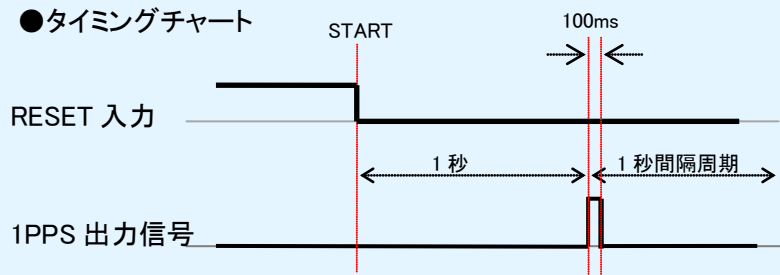 ●タイミングチャート
START
100ms
RESET 入力
1 秒
1 秒間隔周期
1PPS 出力信号